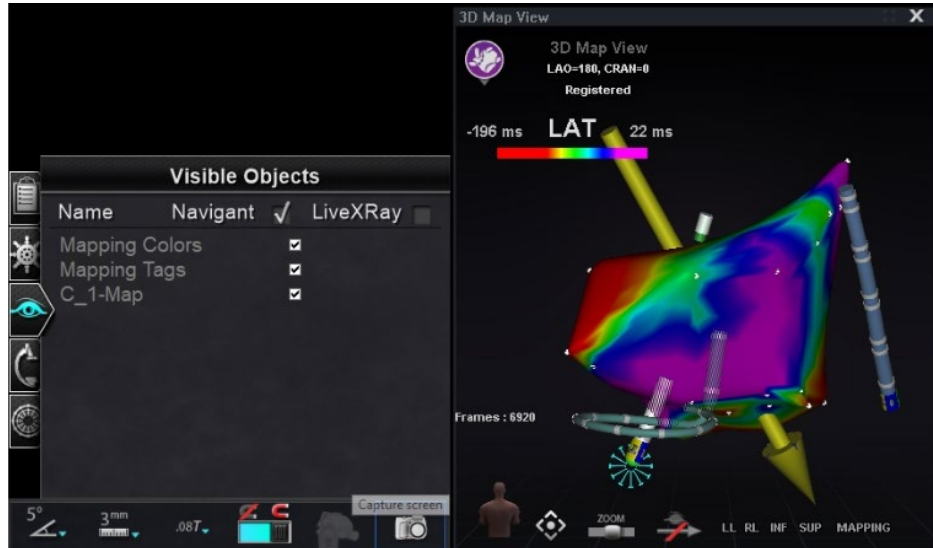 3D Map View
3D Map View
LAO=180, CRAN=0
Registered
-196 ms LAT 22 ms
Visible Objects
Name Navigant LiveXRay
Mapping Colors
Mapping Tags
C_1-Map
Frames : 6920
Capture screen
5°
3mm
.08T
ZOOM
LL RL INF SUP MAPPING